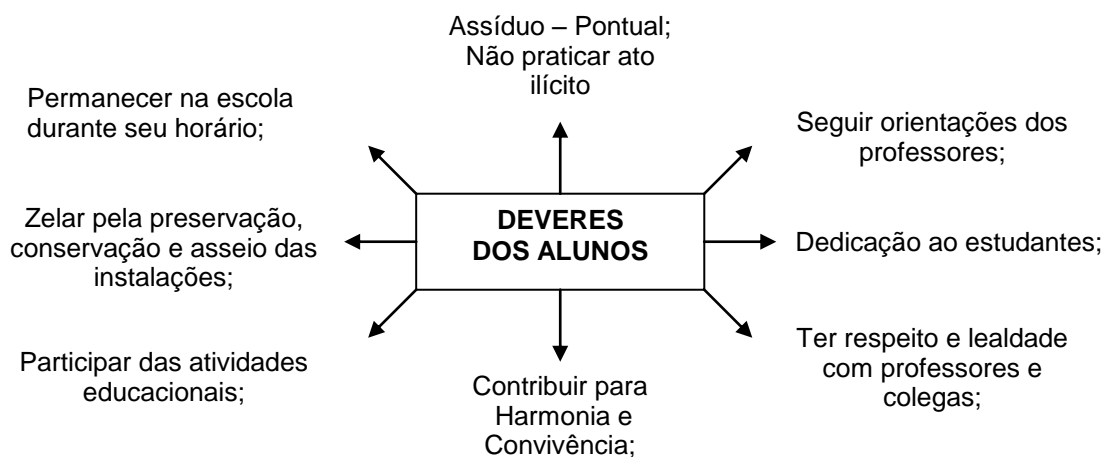 Assíduo – Pontual;
Não praticar ato
ilícito
Permanecer na escola
durante seu horário;
Seguir orientações dos
professores;
Zelar pela preservação,
conservação e asseio das
instalações;
DEVERES
DOS ALUNOS
Dedicação ao estudantes;
Participar das atividades
educacionais;
Contribuir para
Harmonia e
Convivência;
Ter respeito e lealdade
com professores e
colegas;